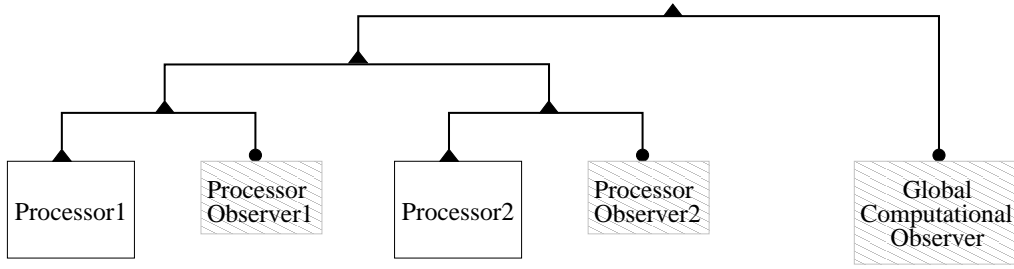 Processor1
Processor
Observer1
Processor2
Processor
Observer2
Global
Computational
Observer